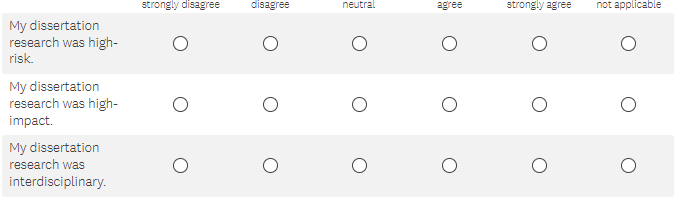 strongly disagree disagree neutral agree strongly agree not applicable
My dissertation
research was high-
risk.
My dissertation
research was high-
impact.
My dissertation
research was
interdisciplinary.